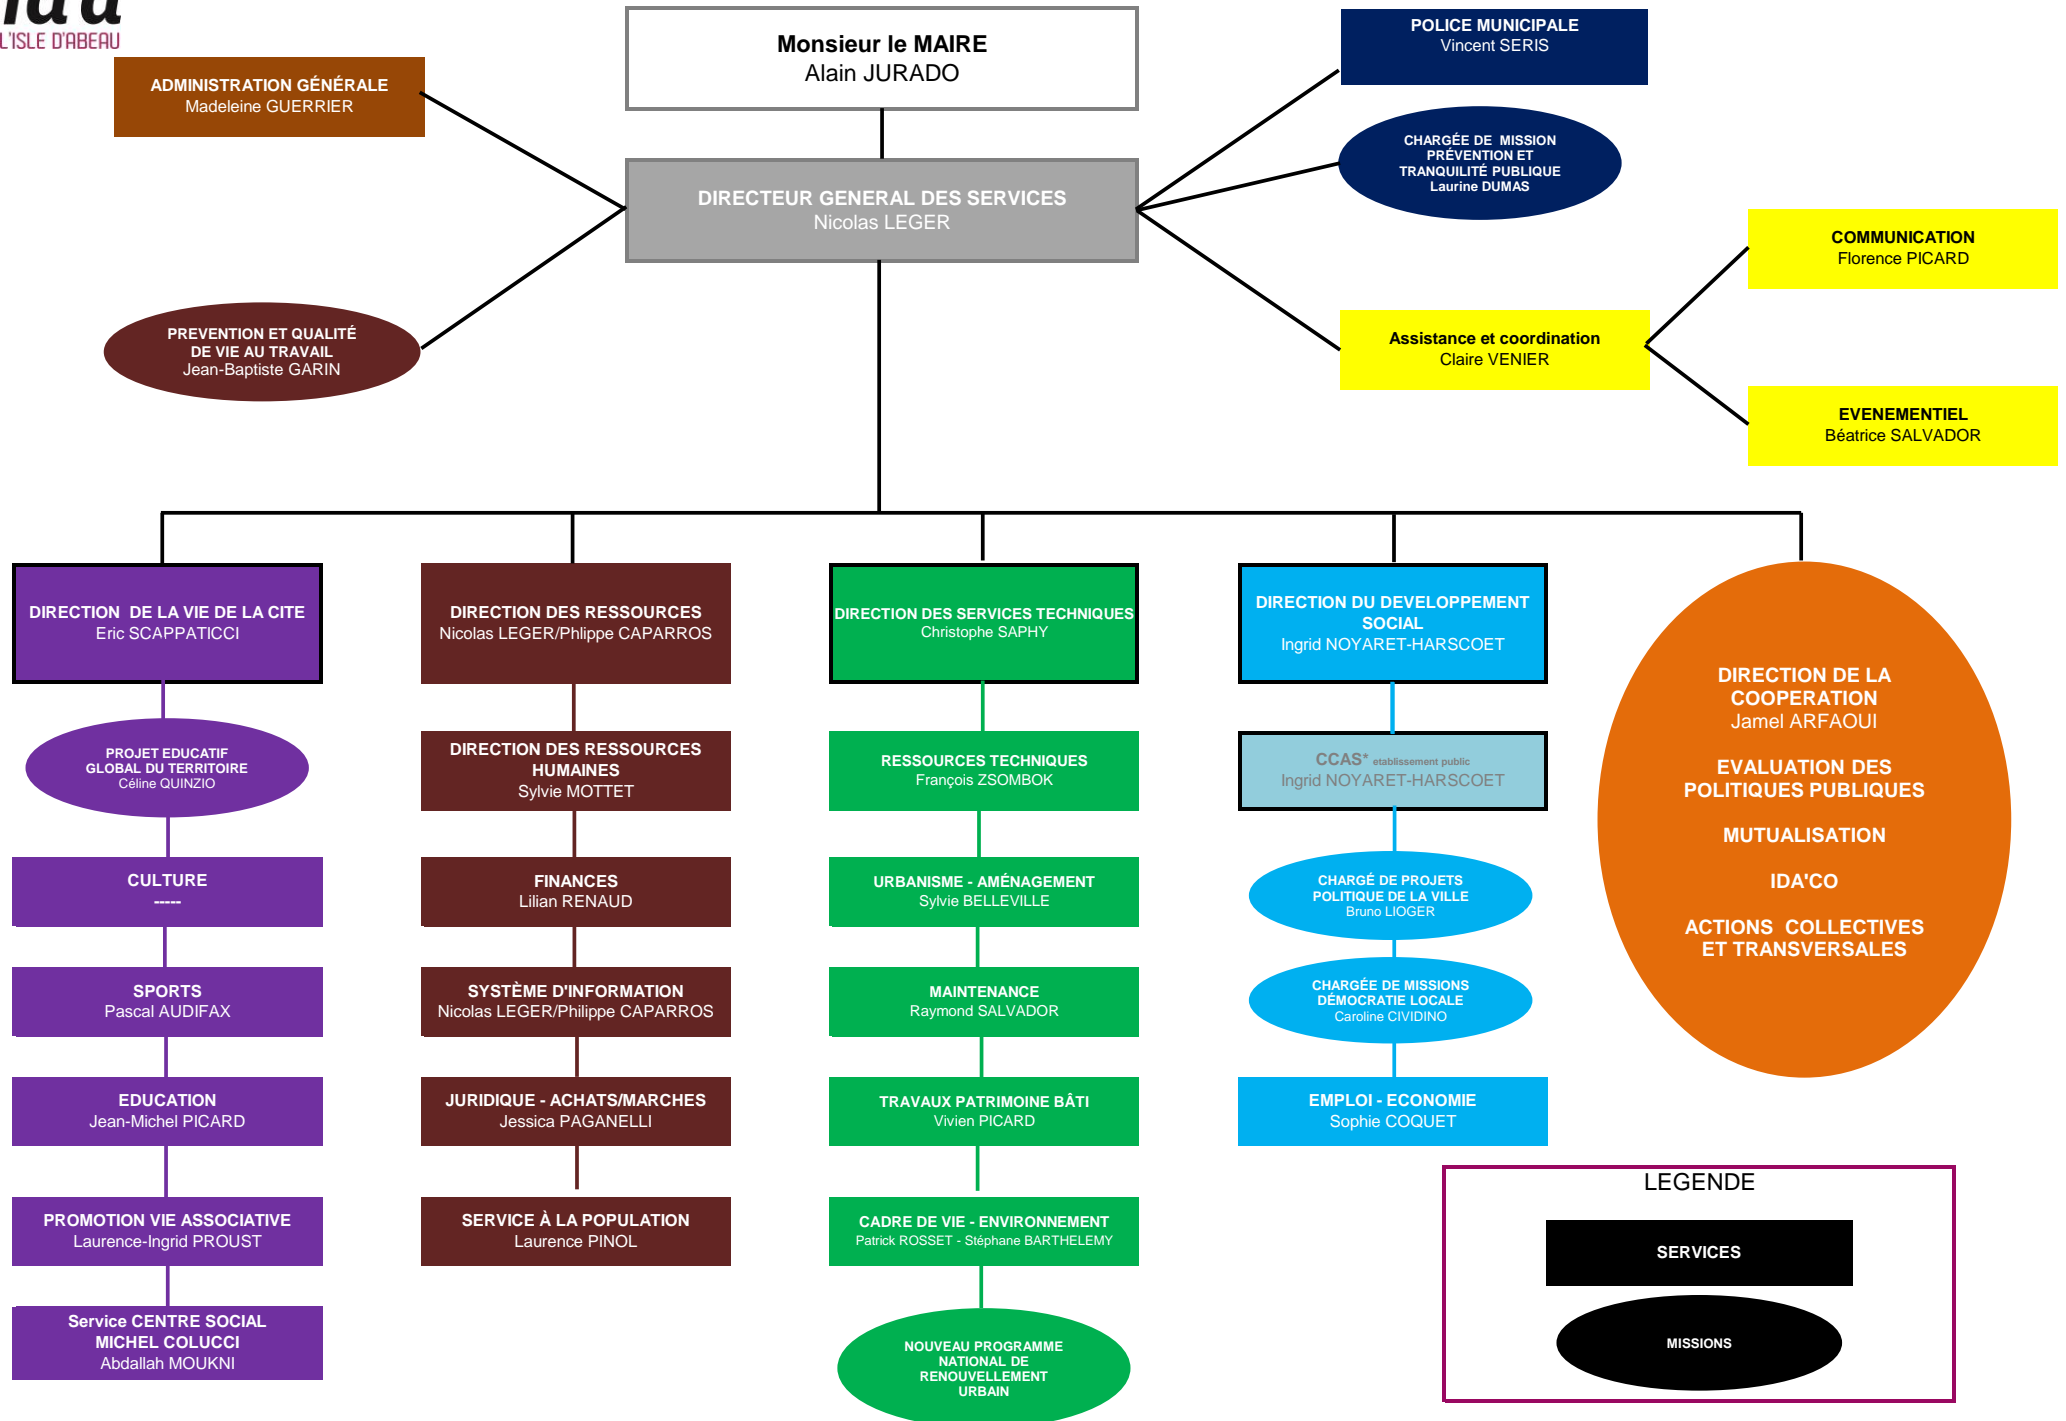 L'ISLE D'ABEAU
Monsieur le MAIRE
Alain JURADO
POLICE MUNICIPALE
Vincent SERIS
ADMINISTRATION GÉNÉRALE
Madeleine GUERRIER
CHARGÉE DE MISSION
PRÉVENTION ET
TRANQUILITÉ PUBLIQUE
Laurine DUMAS
DIRECTEUR GENERAL DES SERVICES
Nicolas LEGER
COMMUNICATION
Florence PICARD
PREVENTION ET QUALITÉ
DE VIE AU TRAVAIL
Jean-Baptiste GARIN
Assistance et coordination
Claire VENIER
EVENEMENTIEL
Béatrice SALVADOR
DIRECTION DE LA VIE DE LA CITE
Eric SCAPPATICCI
PROJET EDUCATIF
GLOBAL DU TERRITOIRE
Céline QUINZIO
CULTURE
-----
SPORTS
Pascal AUDIFAX
EDUCATION
Jean-Michel PICARD
PROMOTION VIE ASSOCIATIVE
Laurence-Ingrid PROUST
Service CENTRE SOCIAL
MICHEL COLUCCI
Abdallah MOUKNI
DIRECTION DES RESSOURCES
Nicolas LEGER/Phlippe CAPARROS
DIRECTION DES RESSOURCES
HUMAINES
Sylvie MOTTET
FINANCES
Lilian RENAUD
SYSTÈME D'INFORMATION
Nicolas LEGER/Philippe CAPARROS
JURIDIQUE - ACHATS/MARCHES
Jessica PAGANELLI
SERVICE À LA POPULATION
Laurence PINOL
DIRECTION DES SERVICES TECHNIQUES
Christophe SAPHY
RESSOURCES TECHNIQUES
François ZSOMBOK
URBANISME - AMÉNAGEMENT
Sylvie BELLEVILLE
MAINTENANCE
Raymond SALVADOR
TRAVAUX PATRIMOINE BÂTI
Vivien PICARD
CADRE DE VIE - ENVIRONNEMENT
Patrick ROSSET - Stéphane BARTHELEMY
NOUVEAU PROGRAMME
NATIONAL DE
RENOUVELLEMENT
URBAIN
DIRECTION DU DEVELOPPEMENT
SOCIAL
Ingrid NOYARET-HARSCOET
CCAS* etablissement public
Ingrid NOYARET-HARSCOET
CHARGÉ DE PROJETS
POLITIQUE DE LA VILLE
Bruno LIOGER
CHARGÉE DE MISSIONS
DÉMOCRATIE LOCALE
Caroline CIVIDINO
EMPLOI - ECONOMIE
Sophie COQUET
DIRECTION DE LA
COOPERATION
Jamel ARFAOUI
EVALUATION DES
POLITIQUES PUBLIQUES
MUTUALISATION
IDA'CO
ACTIONS COLLECTIVES
ET TRANSVERSALES
LEGENDE
SERVICES
MISSIONS